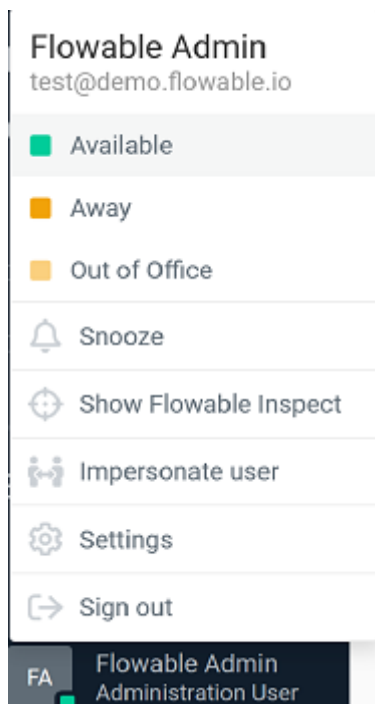 Flowable Admin
test@demo.flowable.io
Available
Away
Out of Office
Snooze
Show Flowable Inspect
Impersonate user
Settings
Sign out
FA
Flowable Admin
Administration User